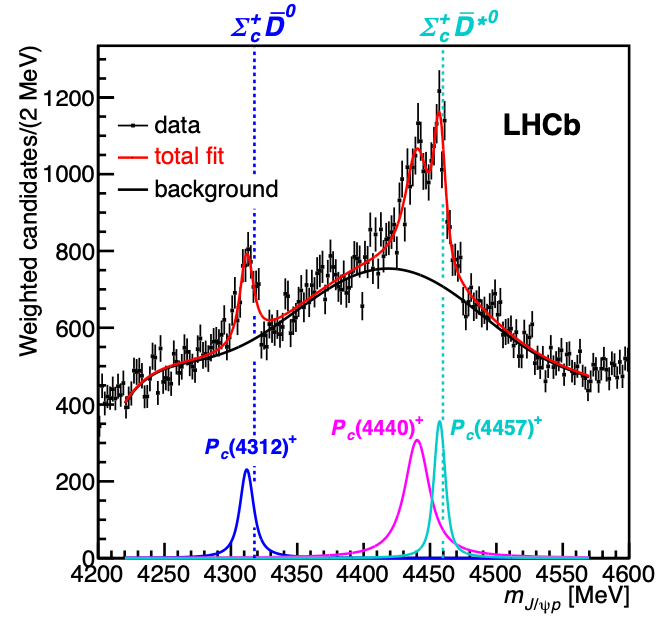 Σc+ D̅0 Σc+ D̅*0
Weighted candidates/(2 MeV)
1200
1000
800
600
400
200
0
data
total fit
background
LHCb
Pc(4312)+
Pc(4440)+ Pc(4457)+
4200 4250 4300 4350 4400 4450 4500 4550 4600
mJ/ψp [MeV]